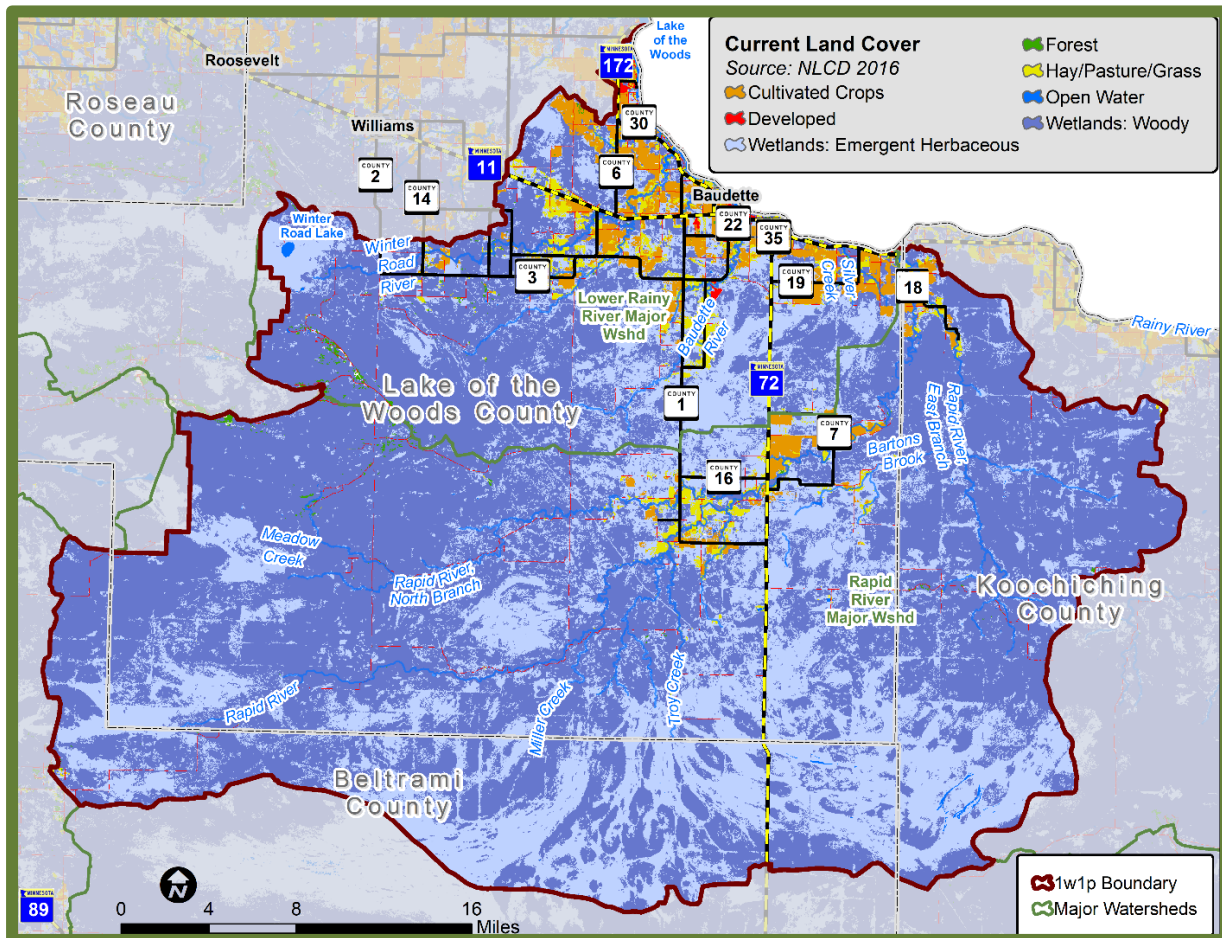 Lake
of the
Woods
MINNESOTA
172
Current Land Cover
Source: NLCD 2016
Cultivated Crops
Developed
Wetlands: Emergent Herbaceous
Forest
Hay/Pasture/Grass
Open Water
Wetlands: Woody
Roosevelt
Roseau
County
Williams
COUNTY
30
MINNESOTA
11
COUNTY
6
COUNTY
2
COUNTY
14
Baudette
COUNTY
22
COUNTY
35
Winter
Road Lake
Winter
Road
River
COUNTY
3
COUNTY
19
Silver
Creek
COUNTY
18
Lower Rainy
River Major
Wshd
Baudette
River
Rainy River
Lake of the
Woods County
COUNTY
1
MINNESOTA
72
COUNTY
7
Bartons
Brook
Rapid River,
East Branch
COUNTY
16
Meadow
Creek
Rapid River,
North Branch
Rapid
River
Major Wshd
Koochiching
County
Rapid River
Miller Creek
Troy Creek
Beltrami
County
MINNESOTA
89
N
0 4 8 16
Miles
1w1p Boundary
Major Watersheds